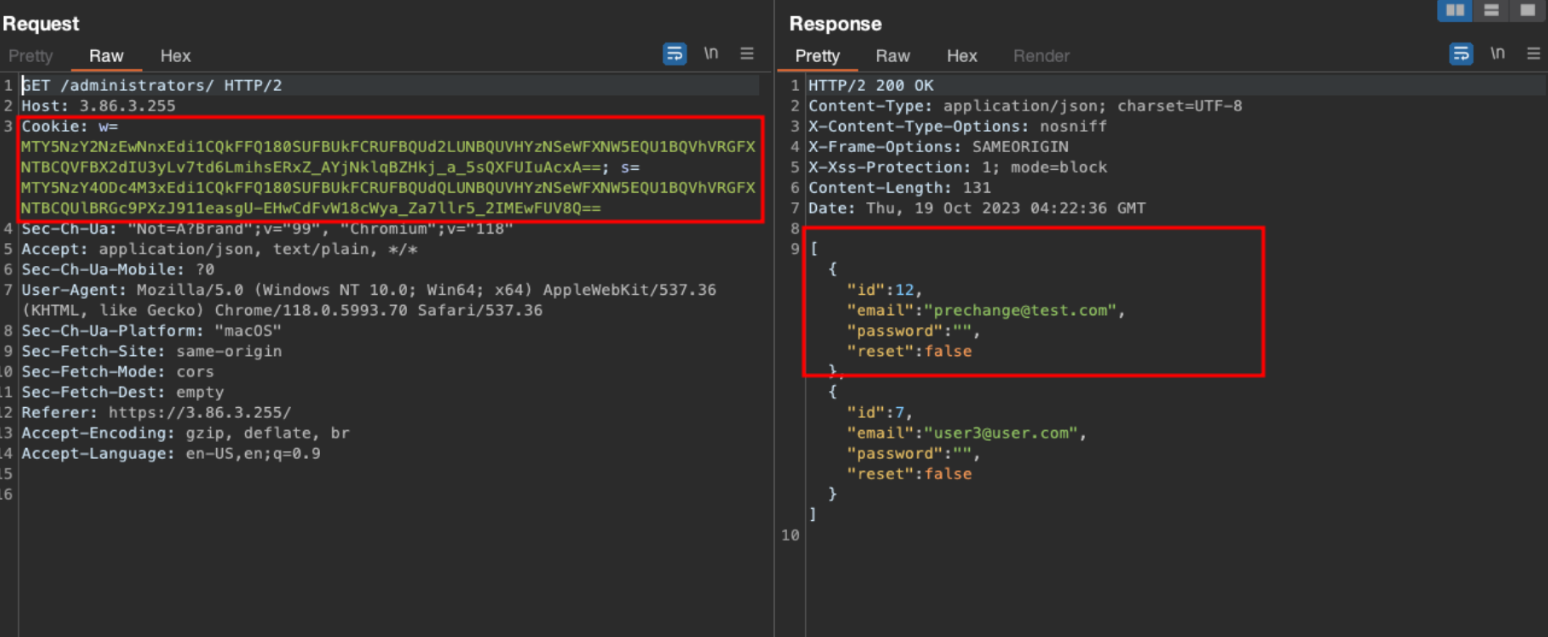 Request
Pretty Raw Hex \n
1 GET /administrators/ HTTP/2
2 Host: 3.86.3.255
3 Cookie: w=
MTY5NzY2NzEwNnxEdi1CQkFFQ180SUFBUkFCRUFBQUd2LUNBQUVHYzNSeWFXNW5EQU1BQVhVRGFX
NTBCQVFBX2dIU3yLv7td6LmihsERxZ_AYjNklqBZHkj_a_5sQXFUIuAcxA==; s=
MTY5NzY4ODc4M3xEdi1CQkFFQ180SUFBUkFCRUFBQUdQLUNBQUVHYzNSeWFXNW5EQU1BQVhVRGFX
NTBCQUlBRGc9PXzJ911easgU-EHwCdFvW18cWya_Za7llr5_2IMEwFUV8Q==
4 Sec-Ch-Ua: "Not=A?Brand";v="99", "Chromium";v="118"
5 Accept: application/json, text/plain, */*
6 Sec-Ch-Ua-Mobile: ?0
7 User-Agent: Mozilla/5.0 (Windows NT 10.0; Win64; x64) AppleWebKit/537.36
(KHTML, like Gecko) Chrome/118.0.5993.70 Safari/537.36
8 Sec-Ch-Ua-Platform: "macOS"
9 Sec-Fetch-Site: same-origin
10 Sec-Fetch-Mode: cors
11 Sec-Fetch-Dest: empty
12 Referer: https://3.86.3.255/
13 Accept-Encoding: gzip, deflate, br
14 Accept-Language: en-US,en;q=0.9
15
16
Response
Pretty Raw Hex Render \n
1 HTTP/2 200 OK
2 Content-Type: application/json; charset=UTF-8
3 X-Content-Type-Options: nosniff
4 X-Frame-Options: SAMEORIGIN
5 X-Xss-Protection: 1; mode=block
6 Content-Length: 131
7 Date: Thu, 19 Oct 2023 04:22:36 GMT
8
9 [
{
"id":12,
"email":"prechange@test.com",
"password":"",
"reset":false
},
{
"id":7,
"email":"user3@user.com",
"password":"",
"reset":false
}
]
10